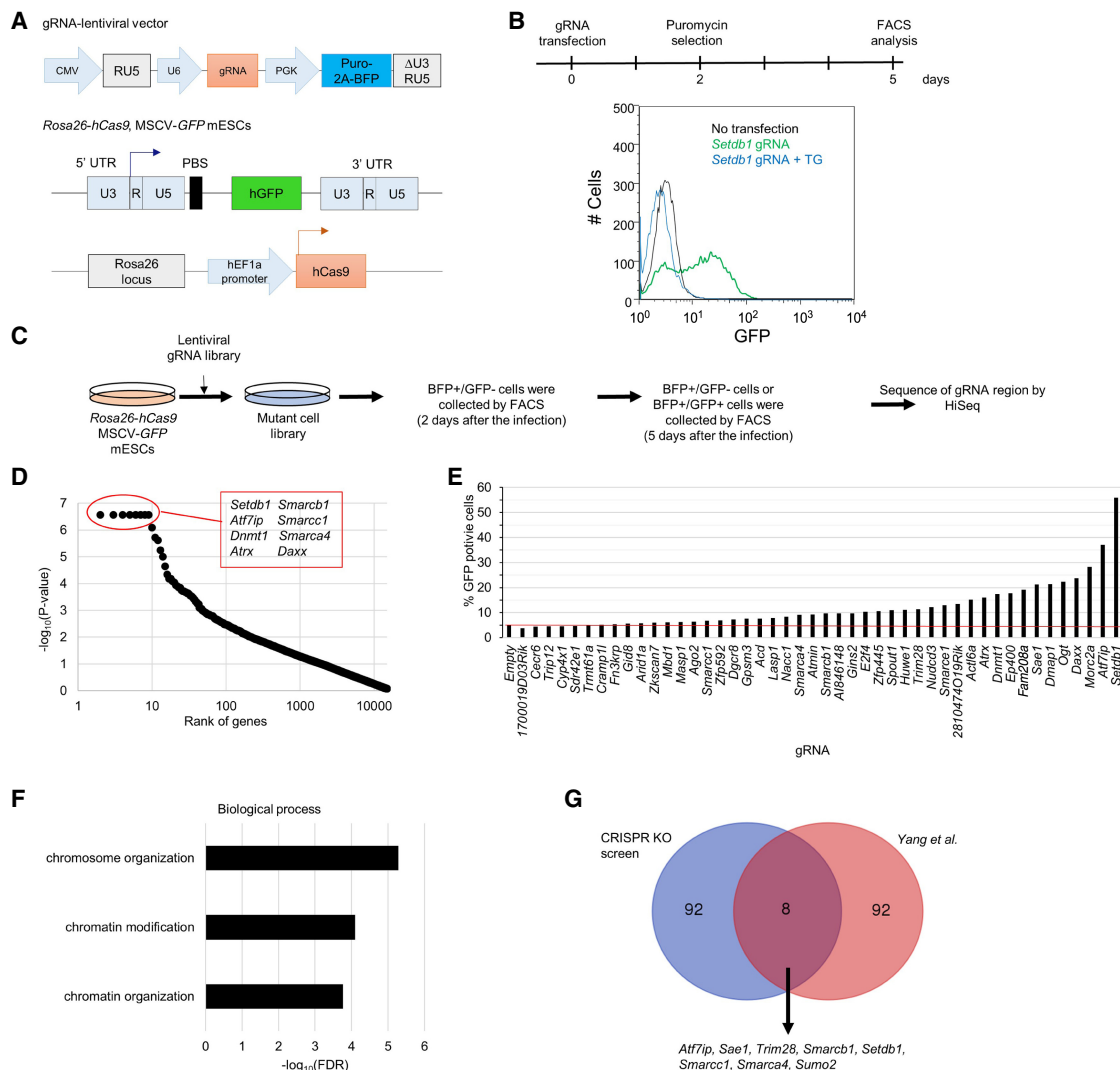 A
gRNA-lentiviral vector
CMV
RU5
U6
gRNA
PGK
Puro-
2A-BFP
ΔU3
RU5
Rosa26-hCas9, MSCV-GFP mESCs
5' UTR
PBS
3' UTR
U3
R
U5
hGFP
U3
R
U5
Rosa26
locus
hEF1a
promoter
hCas9
B
gRNA
transfection
Puromycin
selection
FACS
analysis
0
2
5
days
500
400
300
200
100
0
# Cells
No transfection
Setdb1 gRNA
Setdb1 gRNA + TG
10⁰
10¹
10²
10³
10⁴
GFP
C
Lentiviral
gRNA library
Rosa26-hCas9
MSCV-GFP
mESCs
Mutant cell
library
BFP+/GFP- cells were
collected by FACS
(2 days after the infection)
BFP+/GFP- cells or
BFP+/GFP+ cells were
collected by FACS
(5 days after the infection)
Sequence of gRNA region by
HiSeq
D
7
6
5
4
3
2
1
0
-log₁₀(P-value)
Setdb1 Smarcb1
Atf7ip Smarcc1
Dnmt1 Smarca4
Atrx Daxx
1
10
100
1000
10000
Rank of genes
E
60
50
40
30
20
10
0
% GFP potivie cells
Empty
1700019D03Rik
Cecr6
Trip12
Cyp4x1
Sdr42e1
Trmt61a
Cramp1l
Fn3krp
Gid8
Arid1a
Zkscan7
Mbd1
Masp1
Ago2
Smarcc1
Zfp592
Dgcr8
Gpsm3
Acd
Lasp1
Nacc1
Smarca4
Atmin
Smarcb1
AI846148
Gins2
E2f4
Zfp445
Spout1
Huwe1
Trim28
Nudcd3
Smarce1
2810474O19Rik
Actl6a
Atrx
Dnmt1
Ep400
Fam208a
Sae1
Dmap1
Ogt
Daxx
Morc2a
Atf7ip
Setdb1
gRNA
F
Biological process
chromosome organization
chromatin modification
chromatin organization
0
1
2
3
4
5
6
-log₁₀(FDR)
G
CRISPR KO
screen
Yang et al.
92
8
92
Atf7ip, Sae1, Trim28, Smarcb1, Setdb1,
Smarcc1, Smarca4, Sumo2